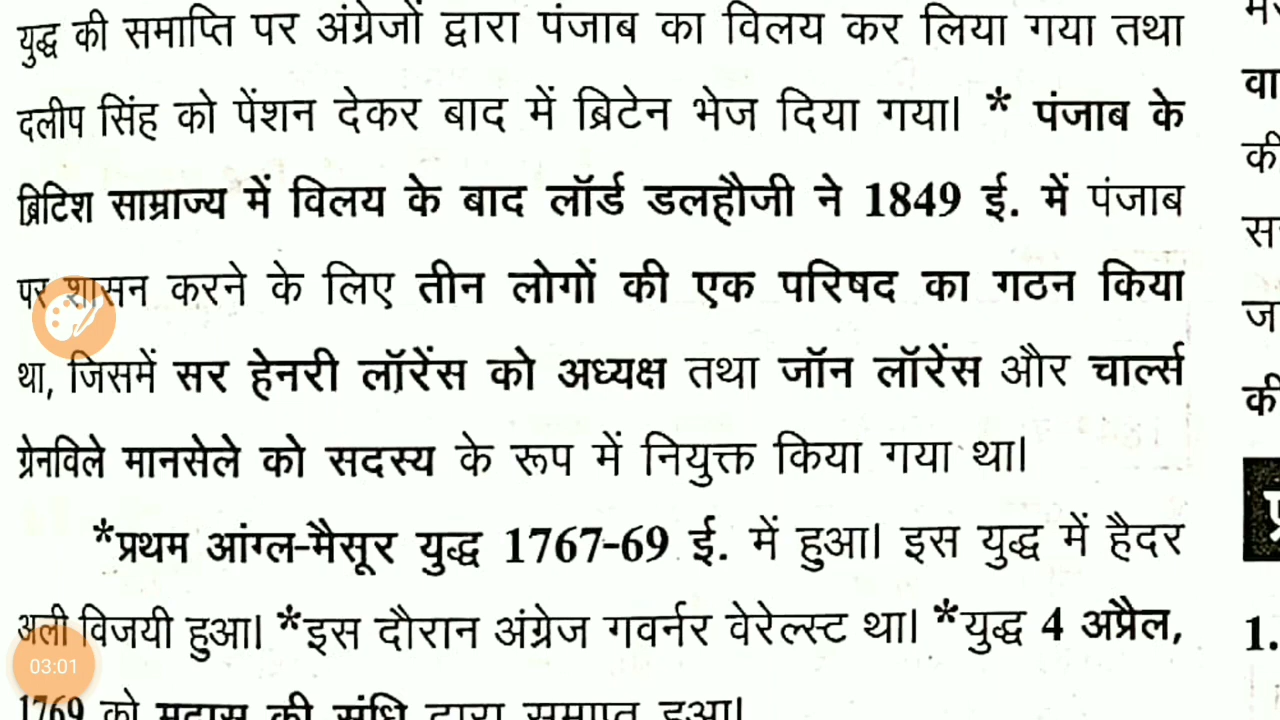 युद्ध की समाप्ति पर अंग्रेजों द्वारा पंजाब का विलय कर लिया गया तथा
दलीप सिंह को पेंशन देकर बाद में ब्रिटेन भेज दिया गया। * पंजाब के
ब्रिटिश साम्राज्य में विलय के बाद लॉर्ड डलहौजी ने 1849 ई. में पंजाब
पर शासन करने के लिए तीन लोगों की एक परिषद का गठन किया
था, जिसमें सर हेनरी लॉरेंस को अध्यक्ष तथा जॉन लॉरेंस और चार्ल्स
ग्रेनविले मानसेले को सदस्य के रूप में नियुक्त किया गया था।
*प्रथम आंग्ल-मैसूर युद्ध 1767-69 ई. में हुआ। इस युद्ध में हैदर
अली विजयी हुआ। *इस दौरान अंग्रेज गवर्नर वेरेल्स्ट था। *युद्ध 4 अप्रैल,
1769 को मद्रास की संधि द्वारा समाप्त हुआ।
03:01
वा
की
स
ज
की
1.